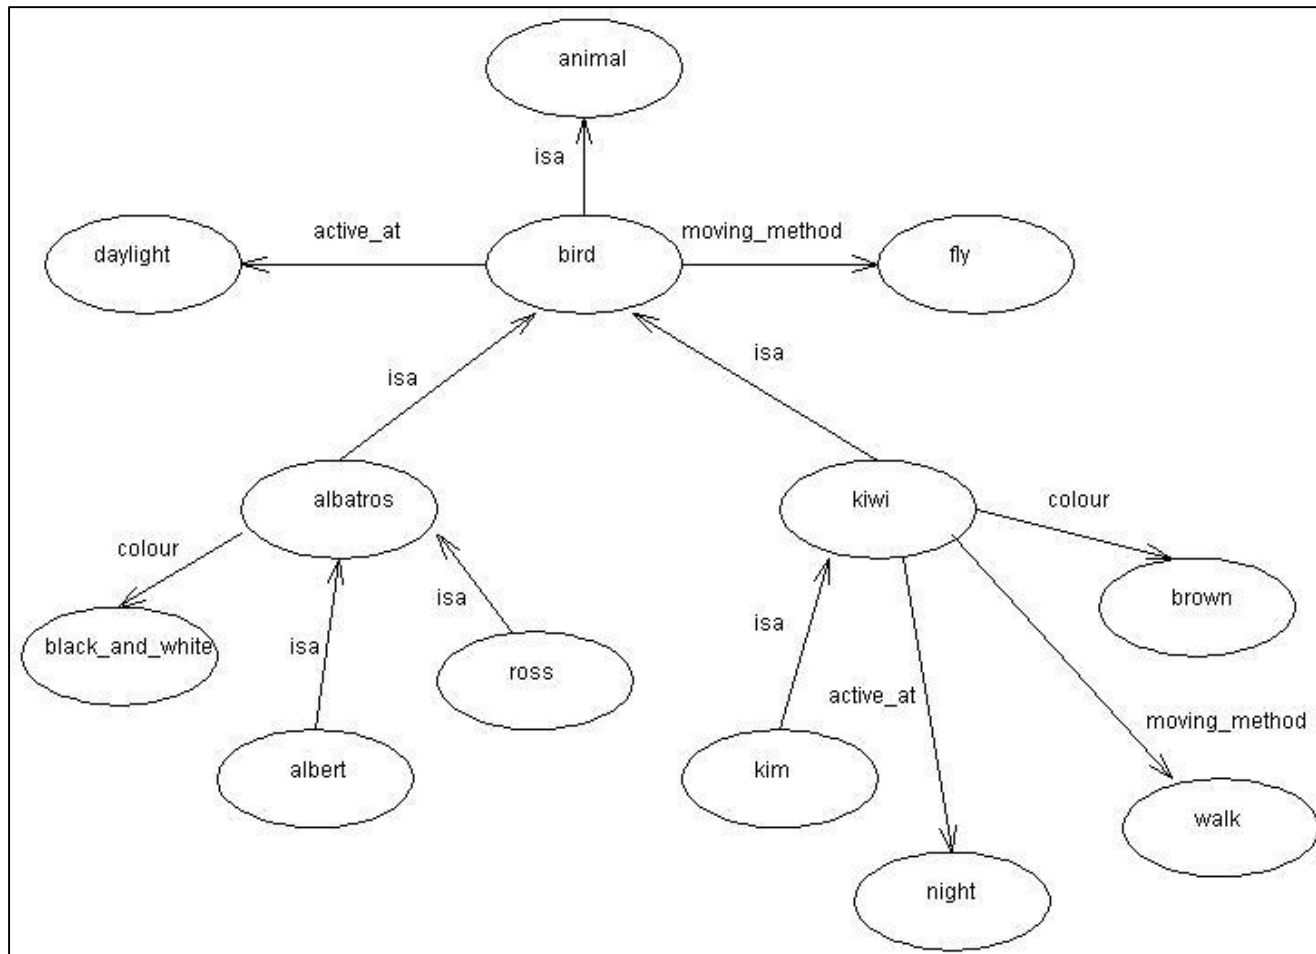 animal
isa
active_at
moving_method
daylight
bird
fly
isa
isa
albatros
kiwi
colour
colour
isa
isa
isa
black_and_white
ross
brown
active_at
moving_method
albert
kim
walk
night